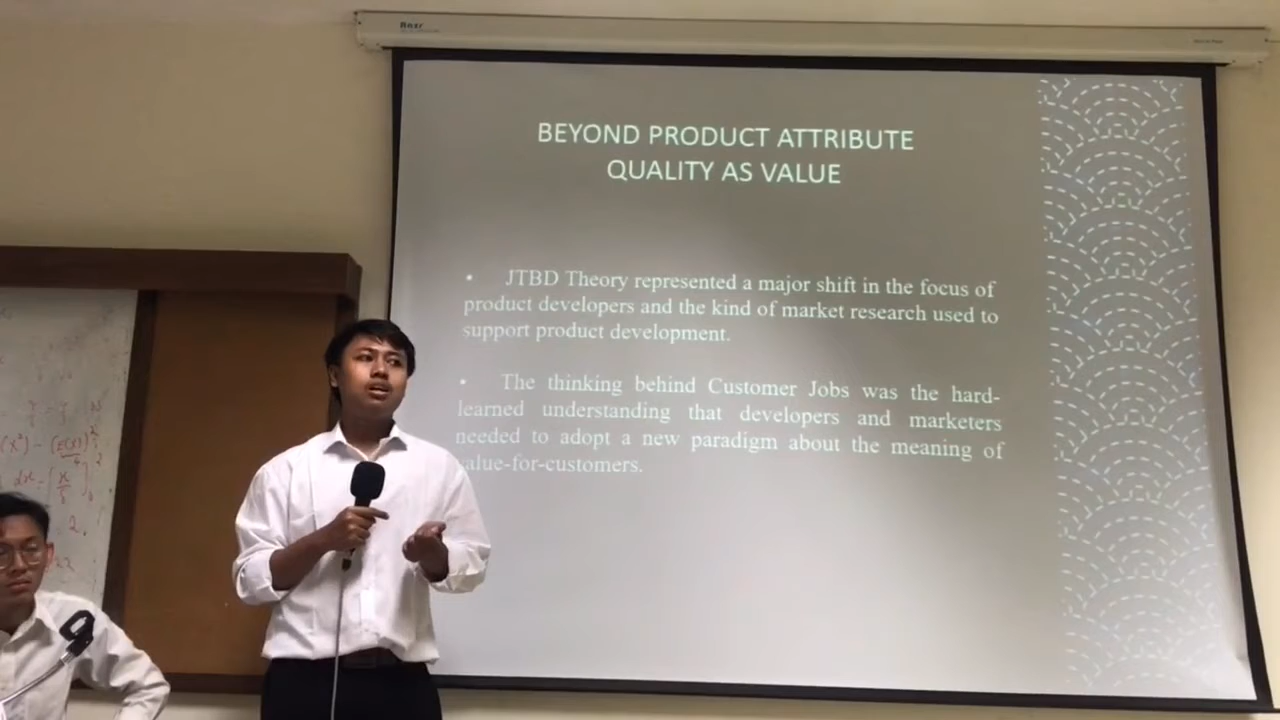 BEYOND PRODUCT ATTRIBUTE
QUALITY AS VALUE
• JTBD Theory represented a major shift in the focus of
product developers and the kind of market research used to
support product development.
• The thinking behind Customer Jobs was the hard-
learned understanding that developers and marketers
needed to adopt a new paradigm about the meaning of
value-for-customers.